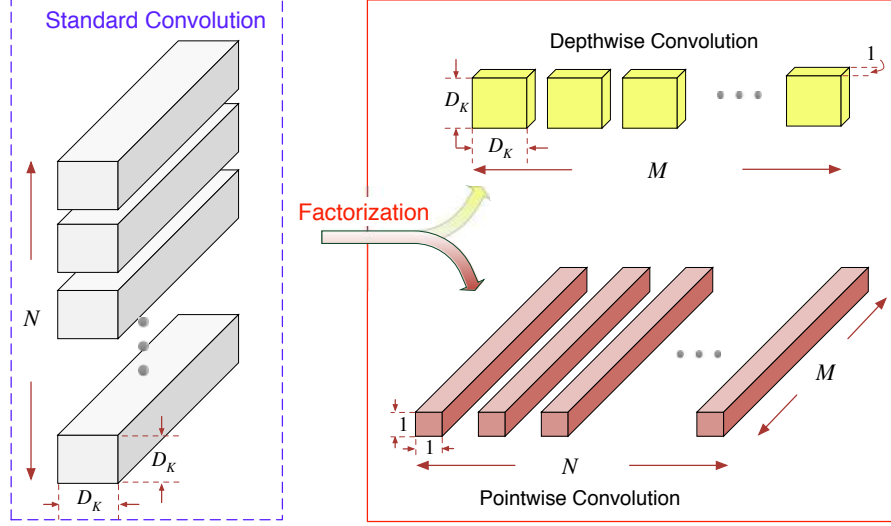 Standard Convolution
N
D_K
D_K
Factorization
Depthwise Convolution
1
D_K
D_K
M
1
1
N
M
Pointwise Convolution